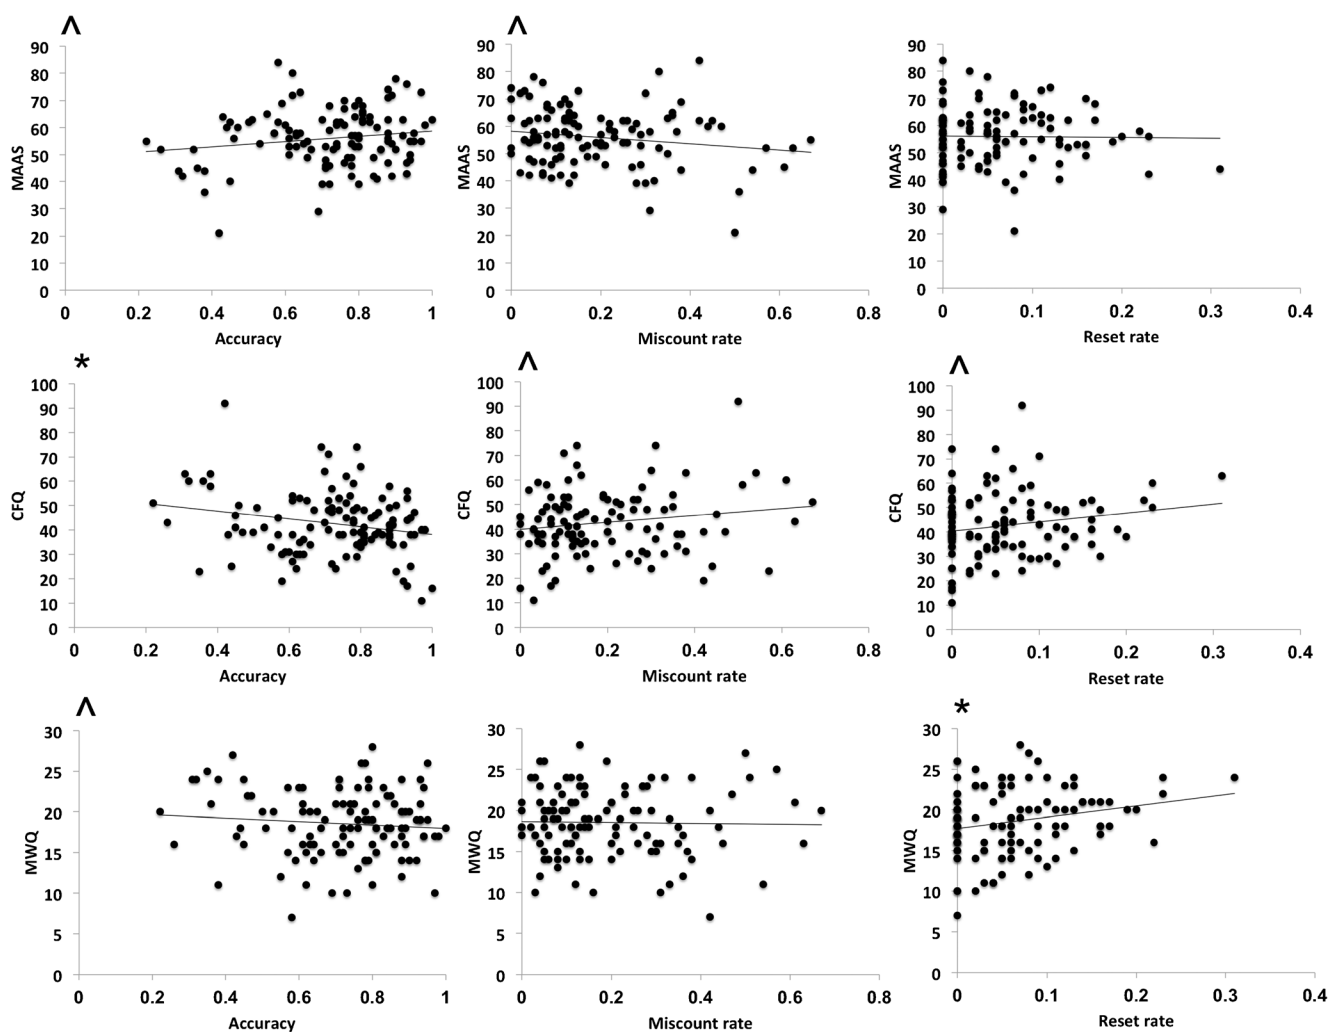 ^ ^
90 80 70 60 50 40 30 20 10 0
MAAS
0 0.2 0.4 0.6 0.8 1
Accuracy
90 80 70 60 50 40 30 20 10 0
MAAS
0 0.2 0.4 0.6 0.8
Miscount rate
90 80 70 60 50 40 30 20 10 0
MAAS
0 0.1 0.2 0.3 0.4
Reset rate
* ^ ^
100 90 80 70 60 50 40 30 20 10 0
CFQ
0 0.2 0.4 0.6 0.8 1
Accuracy
100 90 80 70 60 50 40 30 20 10 0
CFQ
0 0.2 0.4 0.6 0.8
Miscount rate
100 90 80 70 60 50 40 30 20 10 0
CFQ
0 0.1 0.2 0.3 0.4
Reset rate
^ *
30 25 20 15 10 5 0
MWQ
0 0.2 0.4 0.6 0.8 1
Accuracy
30 25 20 15 10 5 0
MWQ
0 0.2 0.4 0.6 0.8
Miscount rate
30 25 20 15 10 5 0
MWQ
0 0.1 0.2 0.3 0.4
Reset rate